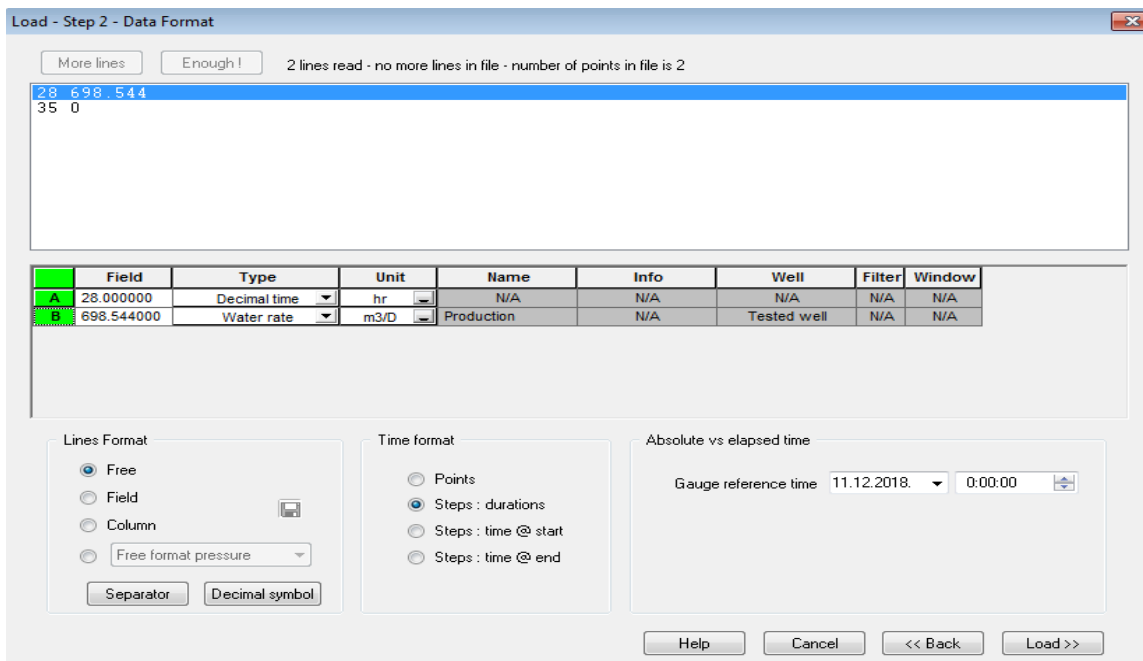 Load - Step 2 - Data Format
More lines Enough ! 2 lines read - no more lines in file - number of points in file is 2
28 698.544
35 0
Field Type Unit Name Info Well Filter Window
A 28.000000 Decimal time hr N/A N/A N/A N/A N/A
B 698.544000 Water rate m3/D Production N/A Tested well N/A N/A
Lines Format
Free
Field
Column
Free format pressure
Separator Decimal symbol
Time format
Points
Steps : durations
Steps : time @ start
Steps : time @ end
Absolute vs elapsed time
Gauge reference time 11.12.2018. 0:00:00
Help Cancel << Back Load >>